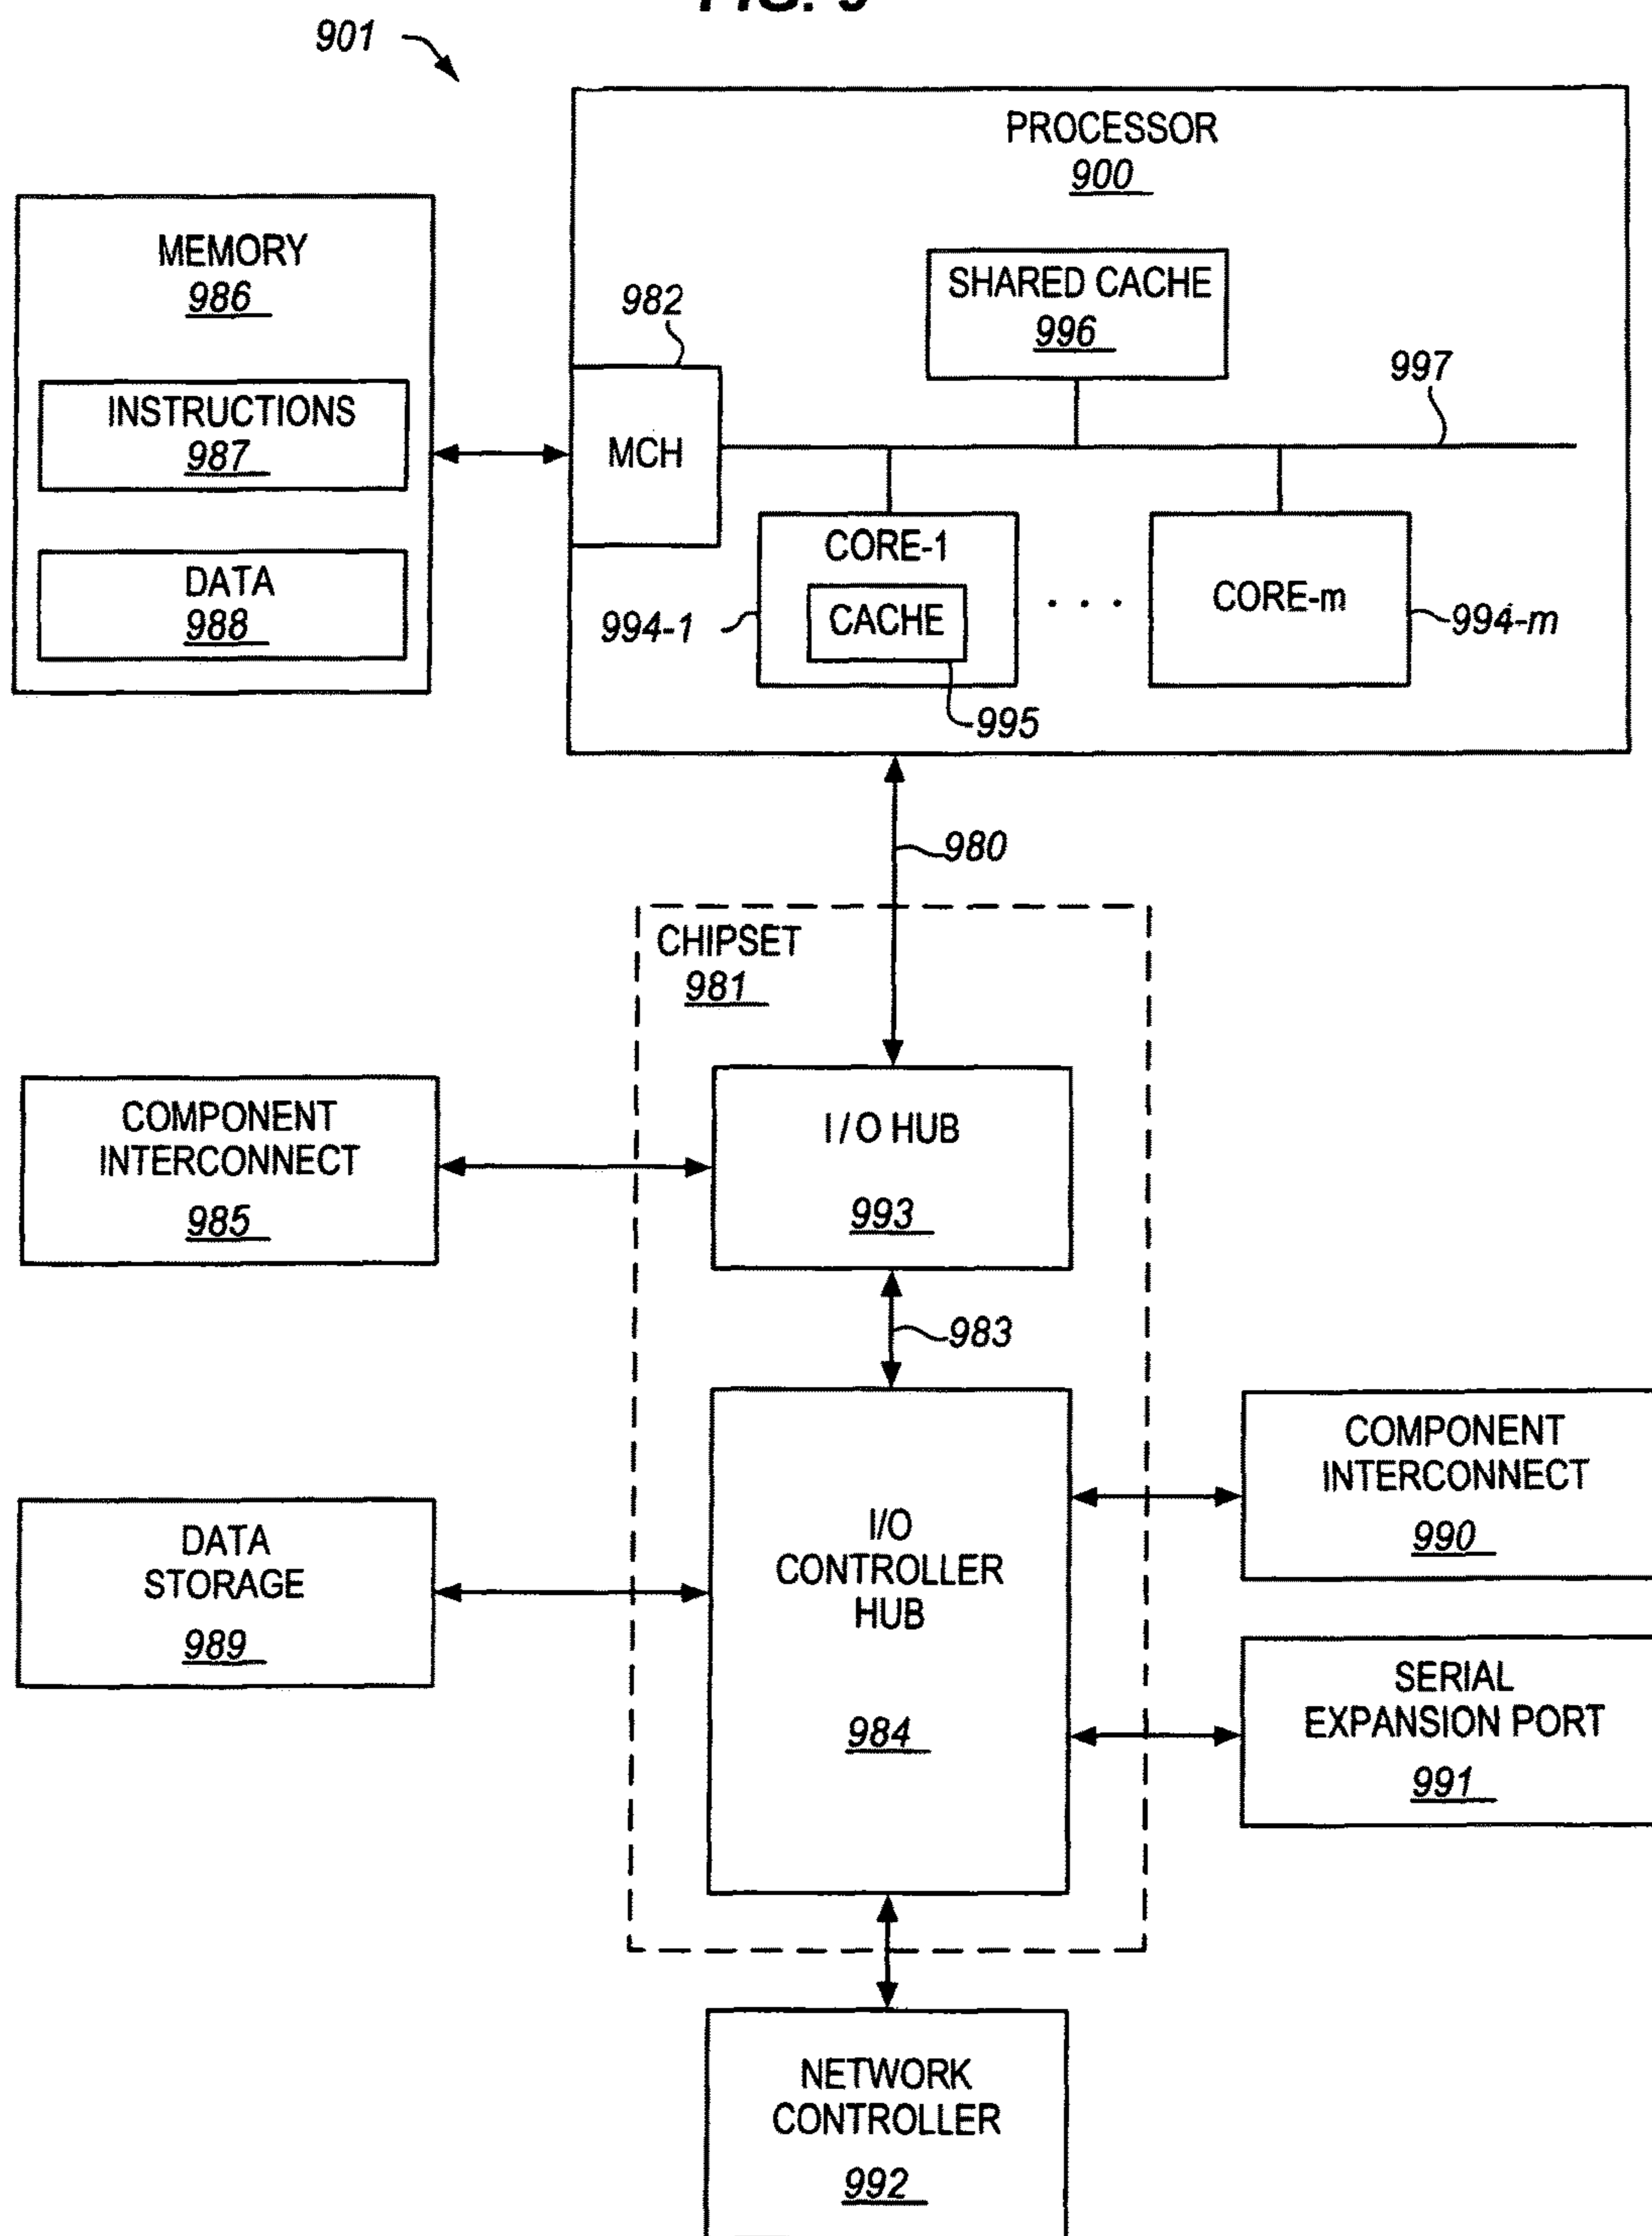 FIG. 9
901
PROCESSOR
900
MEMORY
986
INSTRUCTIONS
987
DATA
988
982
MCH
SHARED CACHE
996
997
CORE-1
CACHE
994-1
995
. . .
CORE-m
994-m
980
CHIPSET
981
I/O HUB
993
COMPONENT
INTERCONNECT
985
983
I/O
CONTROLLER
HUB
984
DATA
STORAGE
989
COMPONENT
INTERCONNECT
990
SERIAL
EXPANSION PORT
991
NETWORK
CONTROLLER
992